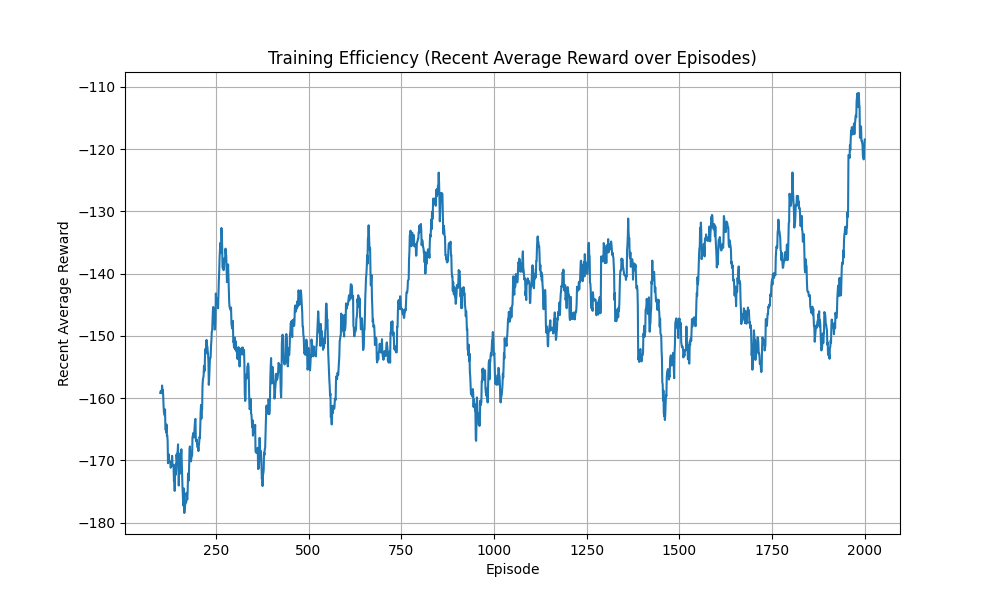 Training Efficiency (Recent Average Reward over Episodes)
Recent Average Reward
−110
−120
−130
−140
−150
−160
−170
−180
250 500 750 1000 1250 1500 1750 2000
Episode